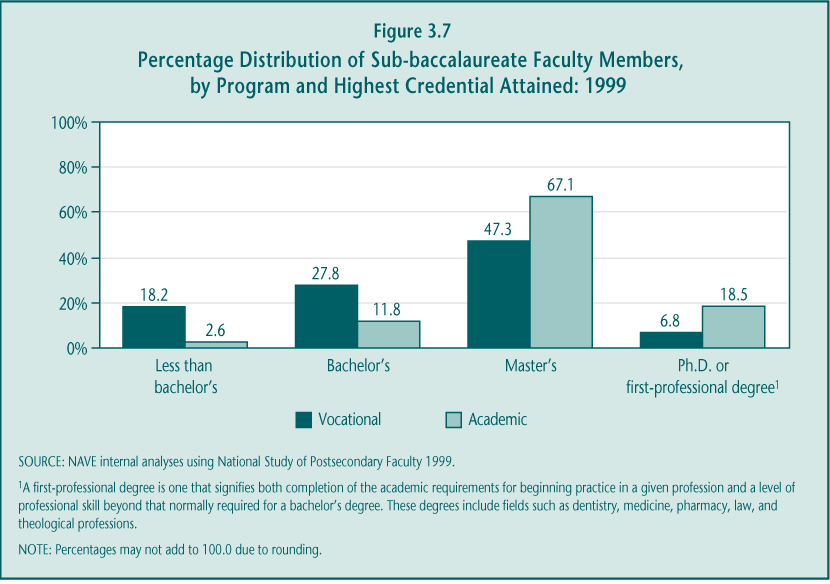 Figure 3.7
Percentage Distribution of Sub-baccalaureate Faculty Members,
by Program and Highest Credential Attained: 1999
100%
80%
60%
40%
20%
0%
18.2
2.6
27.8
11.8
47.3
67.1
6.8
18.5
Less than
bachelor’s
Bachelor’s
Master’s
Ph.D. or
first-professional degree¹
Vocational
Academic
SOURCE: NAVE internal analyses using National Study of Postsecondary Faculty 1999.
¹A first-professional degree is one that signifies both completion of the academic requirements for beginning practice in a given profession and a level of
professional skill beyond that normally required for a bachelor’s degree. These degrees include fields such as dentistry, medicine, pharmacy, law, and
theological professions.
NOTE: Percentages may not add to 100.0 due to rounding.